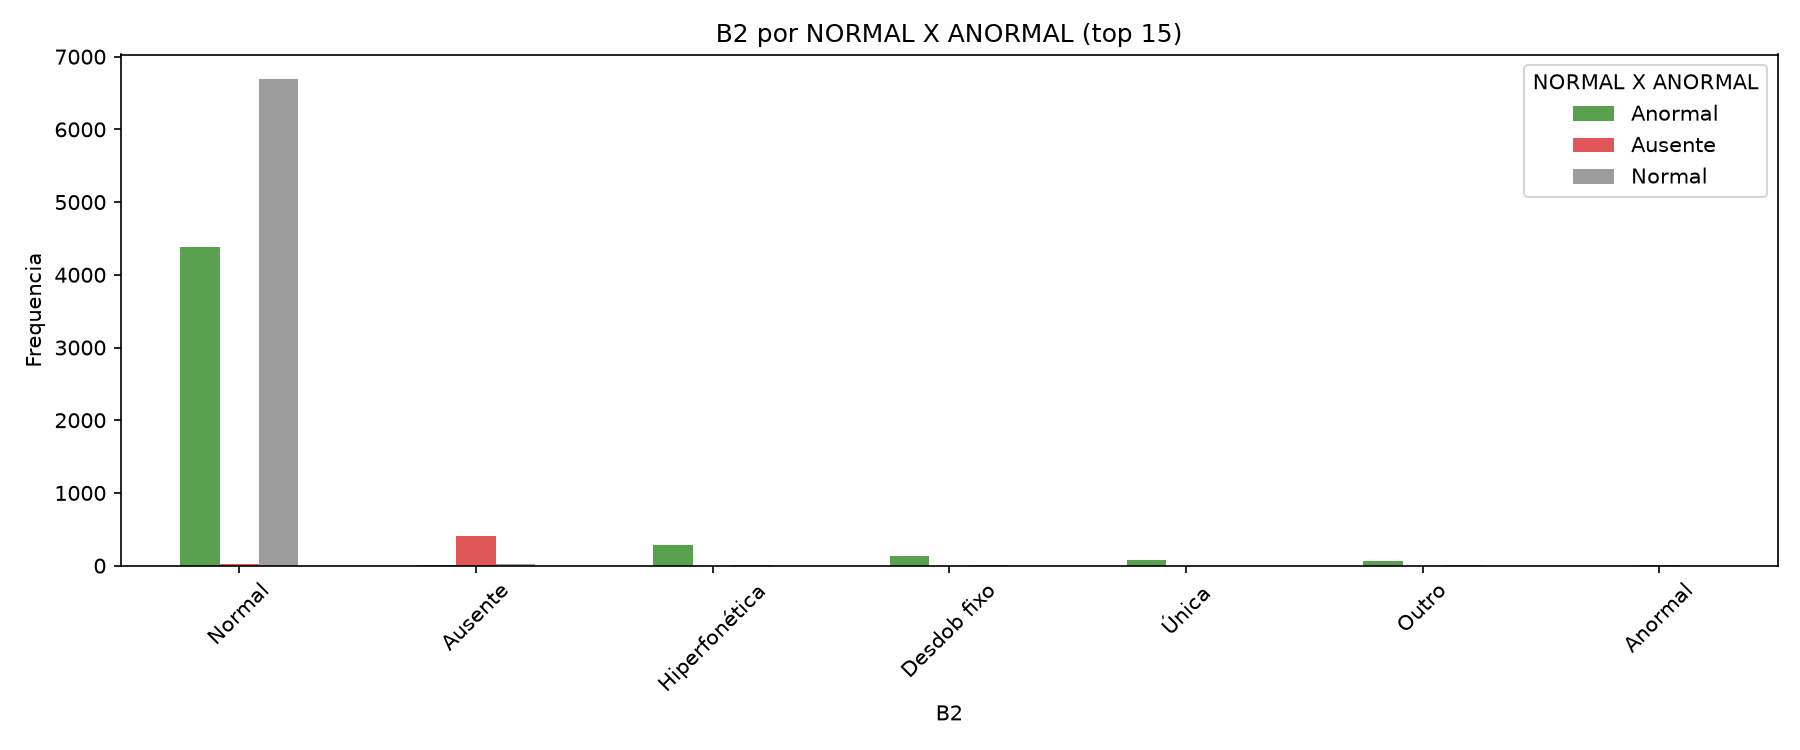 B2 por NORMAL X ANORMAL (top 15)
NORMAL X ANORMAL
Anormal
Ausente
Normal
Frequencia
7000
6000
5000
4000
3000
2000
1000
0
Normal
Ausente
Hiperfonética
Desdob fixo
Única
Outro
Anormal
B2